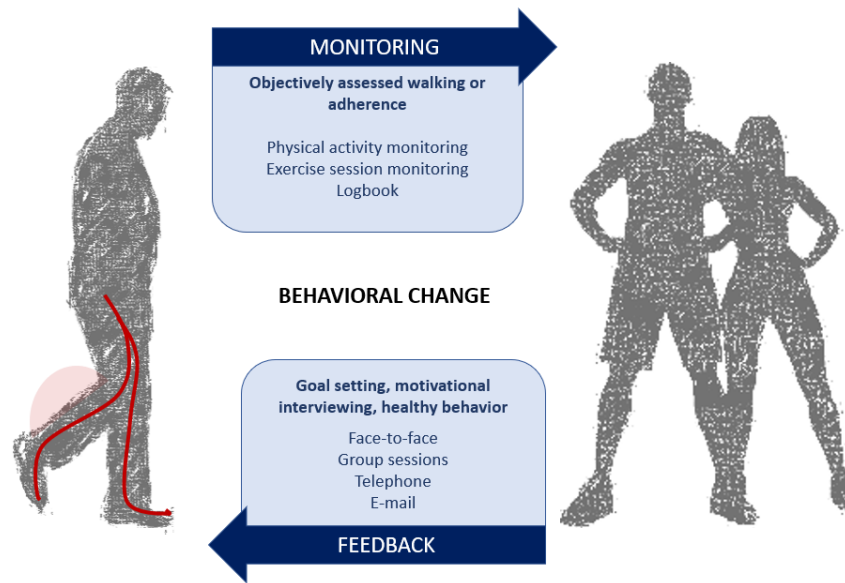 MONITORING
Objectively assessed walking or
adherence
Physical activity monitoring
Exercise session monitoring
Logbook
BEHAVIORAL CHANGE
Goal setting, motivational
interviewing, healthy behavior
Face-to-face
Group sessions
Telephone
E-mail
FEEDBACK